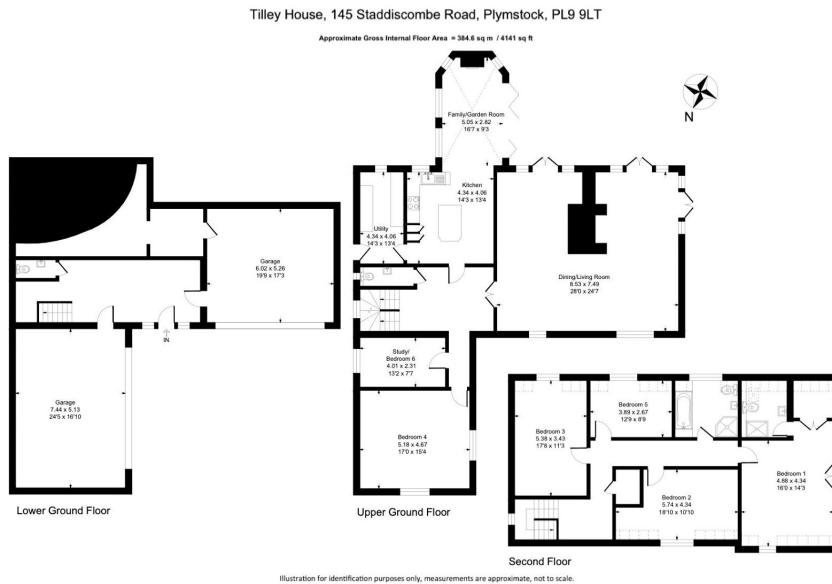 Tilley House, 145 Staddiscombe Road, Plymstock, PL9 9LT
Approximate Gross Internal Floor Area = 384.6 sq m / 4141 sq ft
N
Family/Garden Room
5.05 x 2.82
16'7 x 9'3
Kitchen
4.34 x 4.06
14'3 x 13'4
Utility
4.34 x 4.06
14'3 x 13'4
Dining/Living Room
8.53 x 7.49
28'0 x 24'7
Garage
6.02 x 5.26
19'9 x 17'3
IN
Garage
7.44 x 5.13
24'5 x 16'10
Study/
Bedroom 6
4.01 x 2.31
13'2 x 7'7
Bedroom 4
5.18 x 4.67
17'0 x 15'4
Bedroom 3
5.38 x 3.43
17'8 x 11'3
Bedroom 5
3.89 x 2.67
12'9 x 8'9
Bedroom 1
4.88 x 4.34
16'0 x 14'3
Bedroom 2
5.74 x 4.34
18'10 x 10'10
Lower Ground Floor
Upper Ground Floor
Second Floor
Illustration for identification purposes only, measurements are approximate, not to scale.